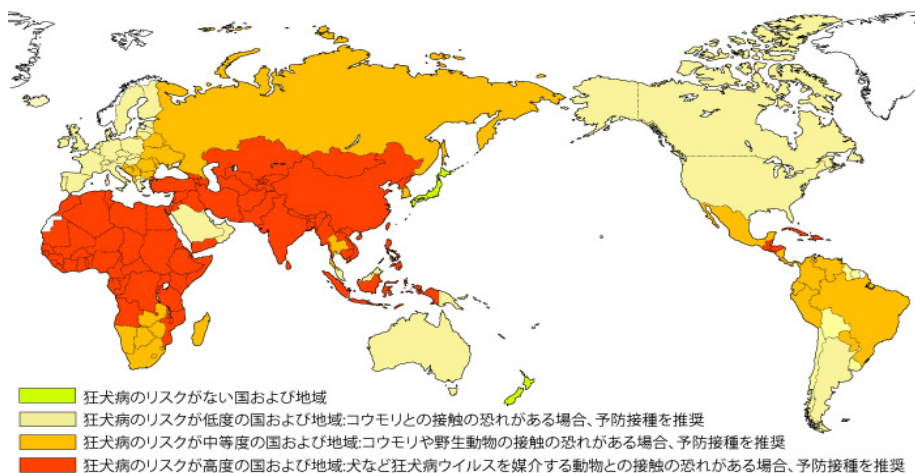 狂犬病のリスクがない国および地域
狂犬病のリスクが低度の国および地域:コウモリとの接触の恐れがある場合、予防接種を推奨
狂犬病のリスクが中等度の国および地域:コウモリや野生動物の接触の恐れがある場合、予防接種を推奨
狂犬病のリスクが高度の国および地域:犬など狂犬病ウイルスを媒介する動物との接触の恐れがある場合、予防接種を推奨